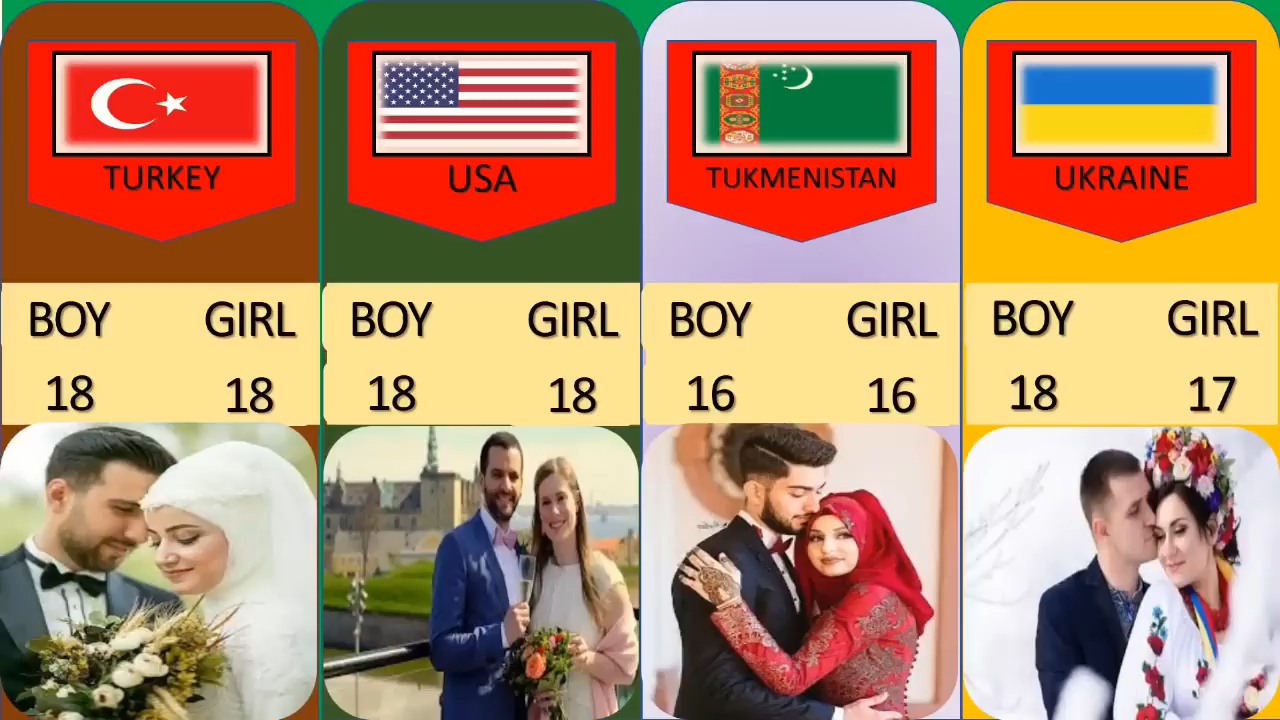 TURKEY
BOY GIRL
18 18
USA
BOY GIRL
18 18
TUKMENISTAN
BOY GIRL
16 16
UKRAINE
BOY GIRL
18 17